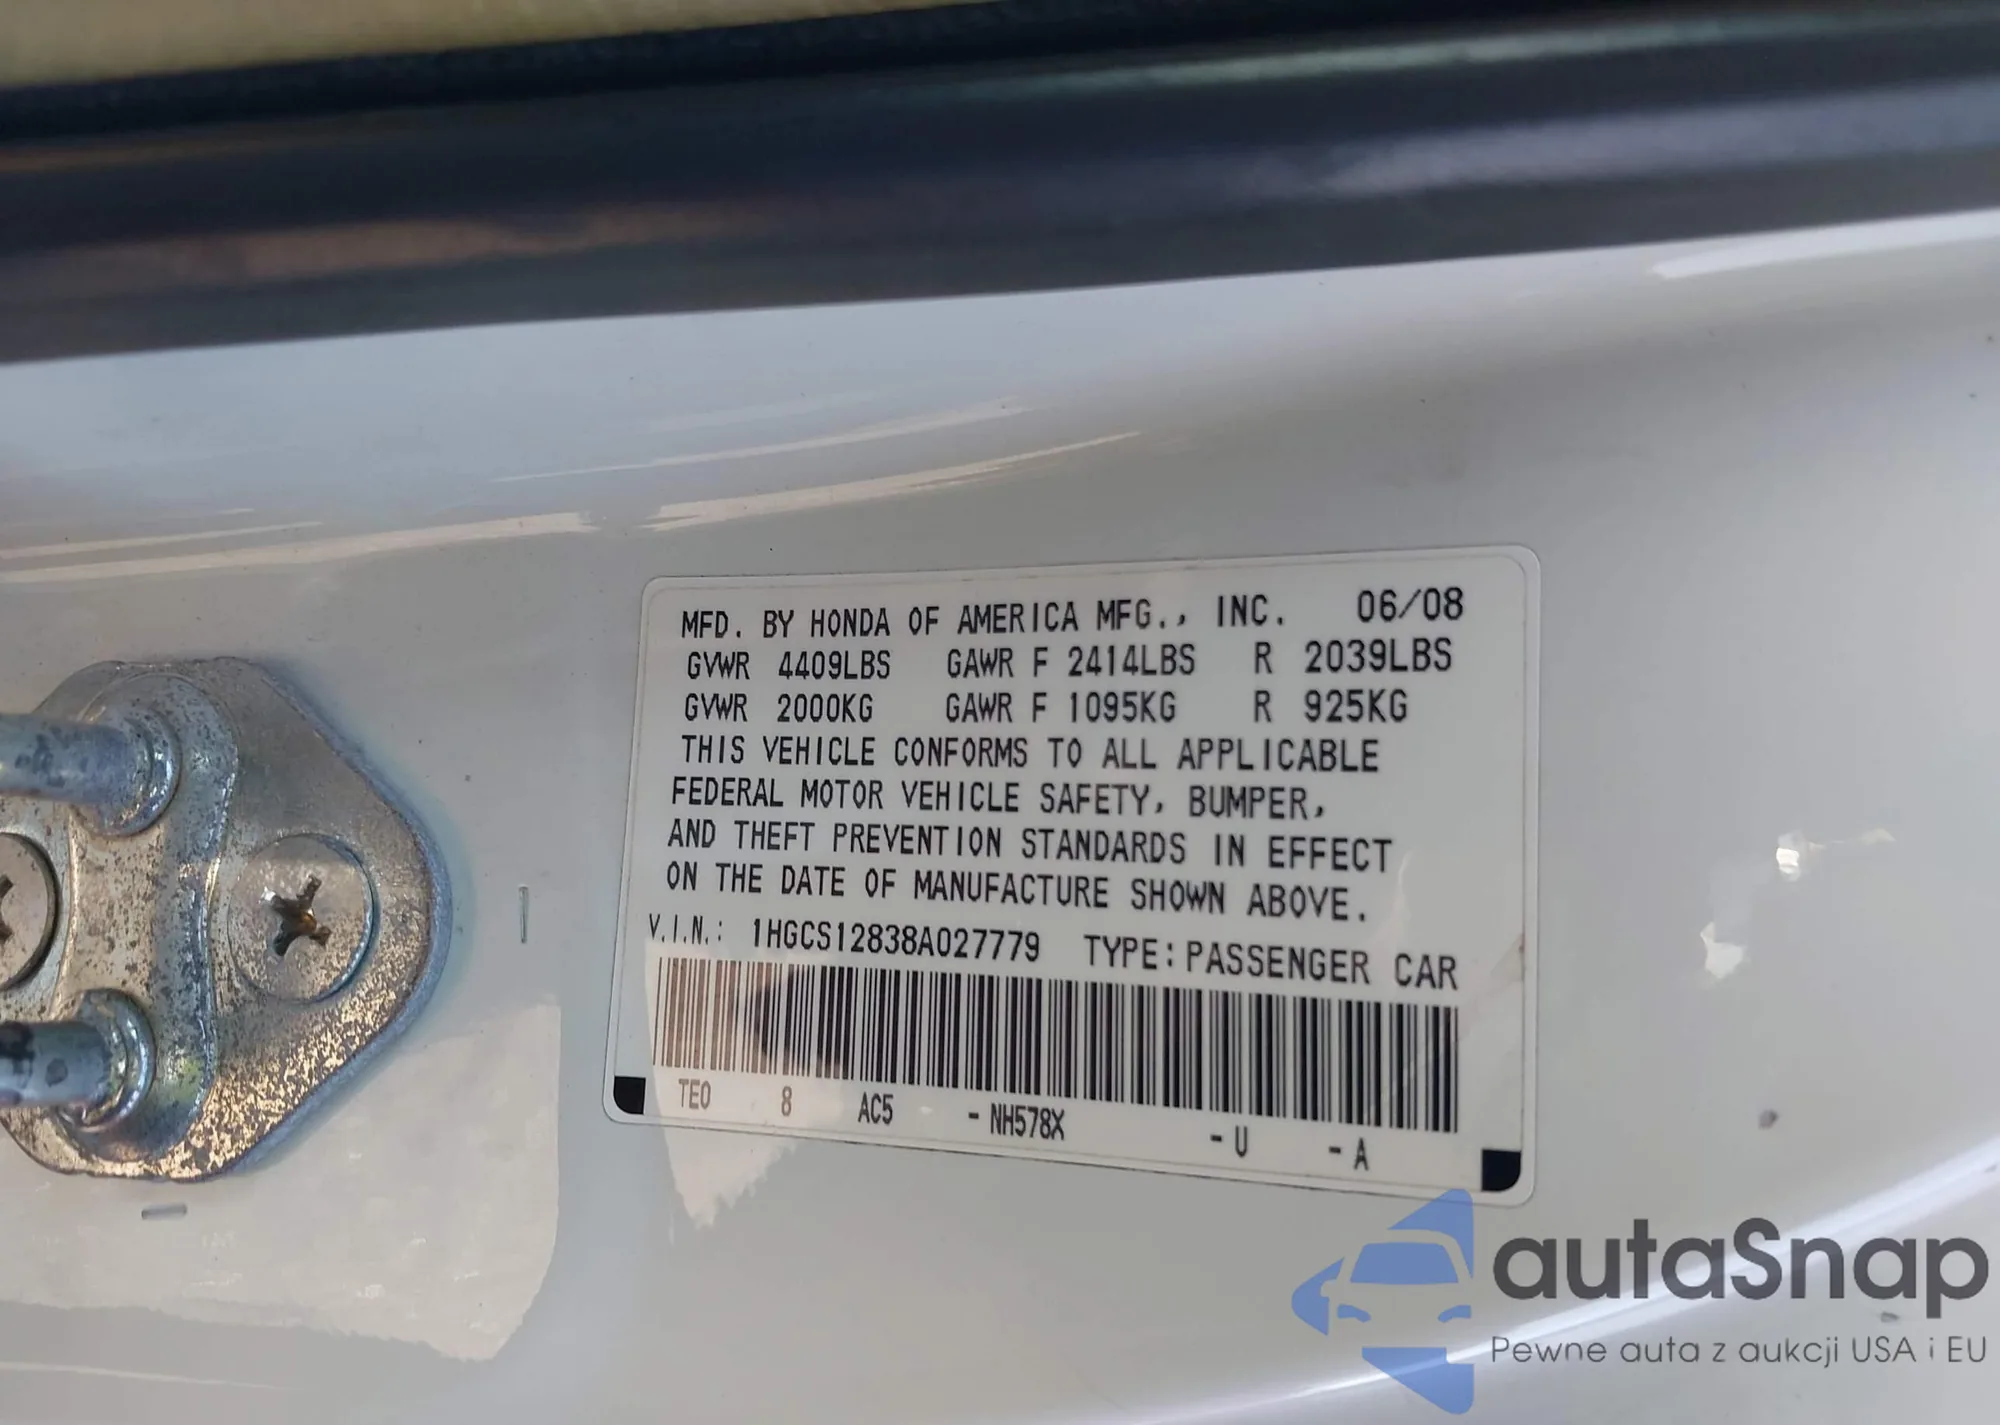 MFD. BY HONDA OF AMERICA MFG., INC. 06/08
GVWR 4409LBS GAWR F 2414LBS R 2039LBS
GVWR 2000KG GAWR F 1095KG R 925KG
THIS VEHICLE CONFORMS TO ALL APPLICABLE
FEDERAL MOTOR VEHICLE SAFETY, BUMPER,
AND THEFT PREVENTION STANDARDS IN EFFECT
ON THE DATE OF MANUFACTURE SHOWN ABOVE.
V.I.N.: 1HGCS12838A027779 TYPE: PASSENGER CAR
TE0 8 AC5 - NH578X - U - A
autaSnap
Pewne auta z aukcji USA i EU